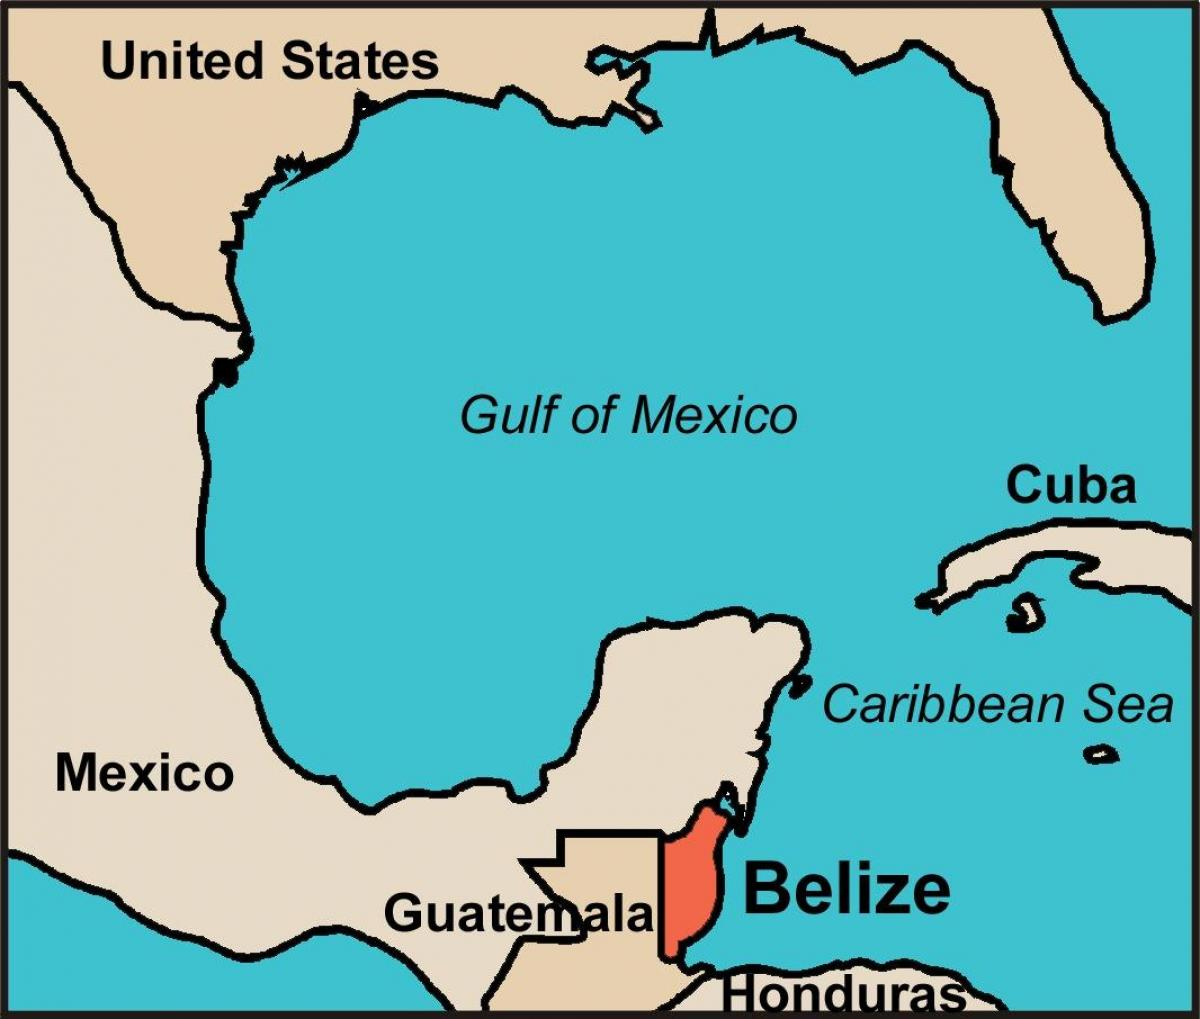 United States
Gulf of Mexico
Cuba
Caribbean Sea
Mexico
Belize
Guatemala
Honduras